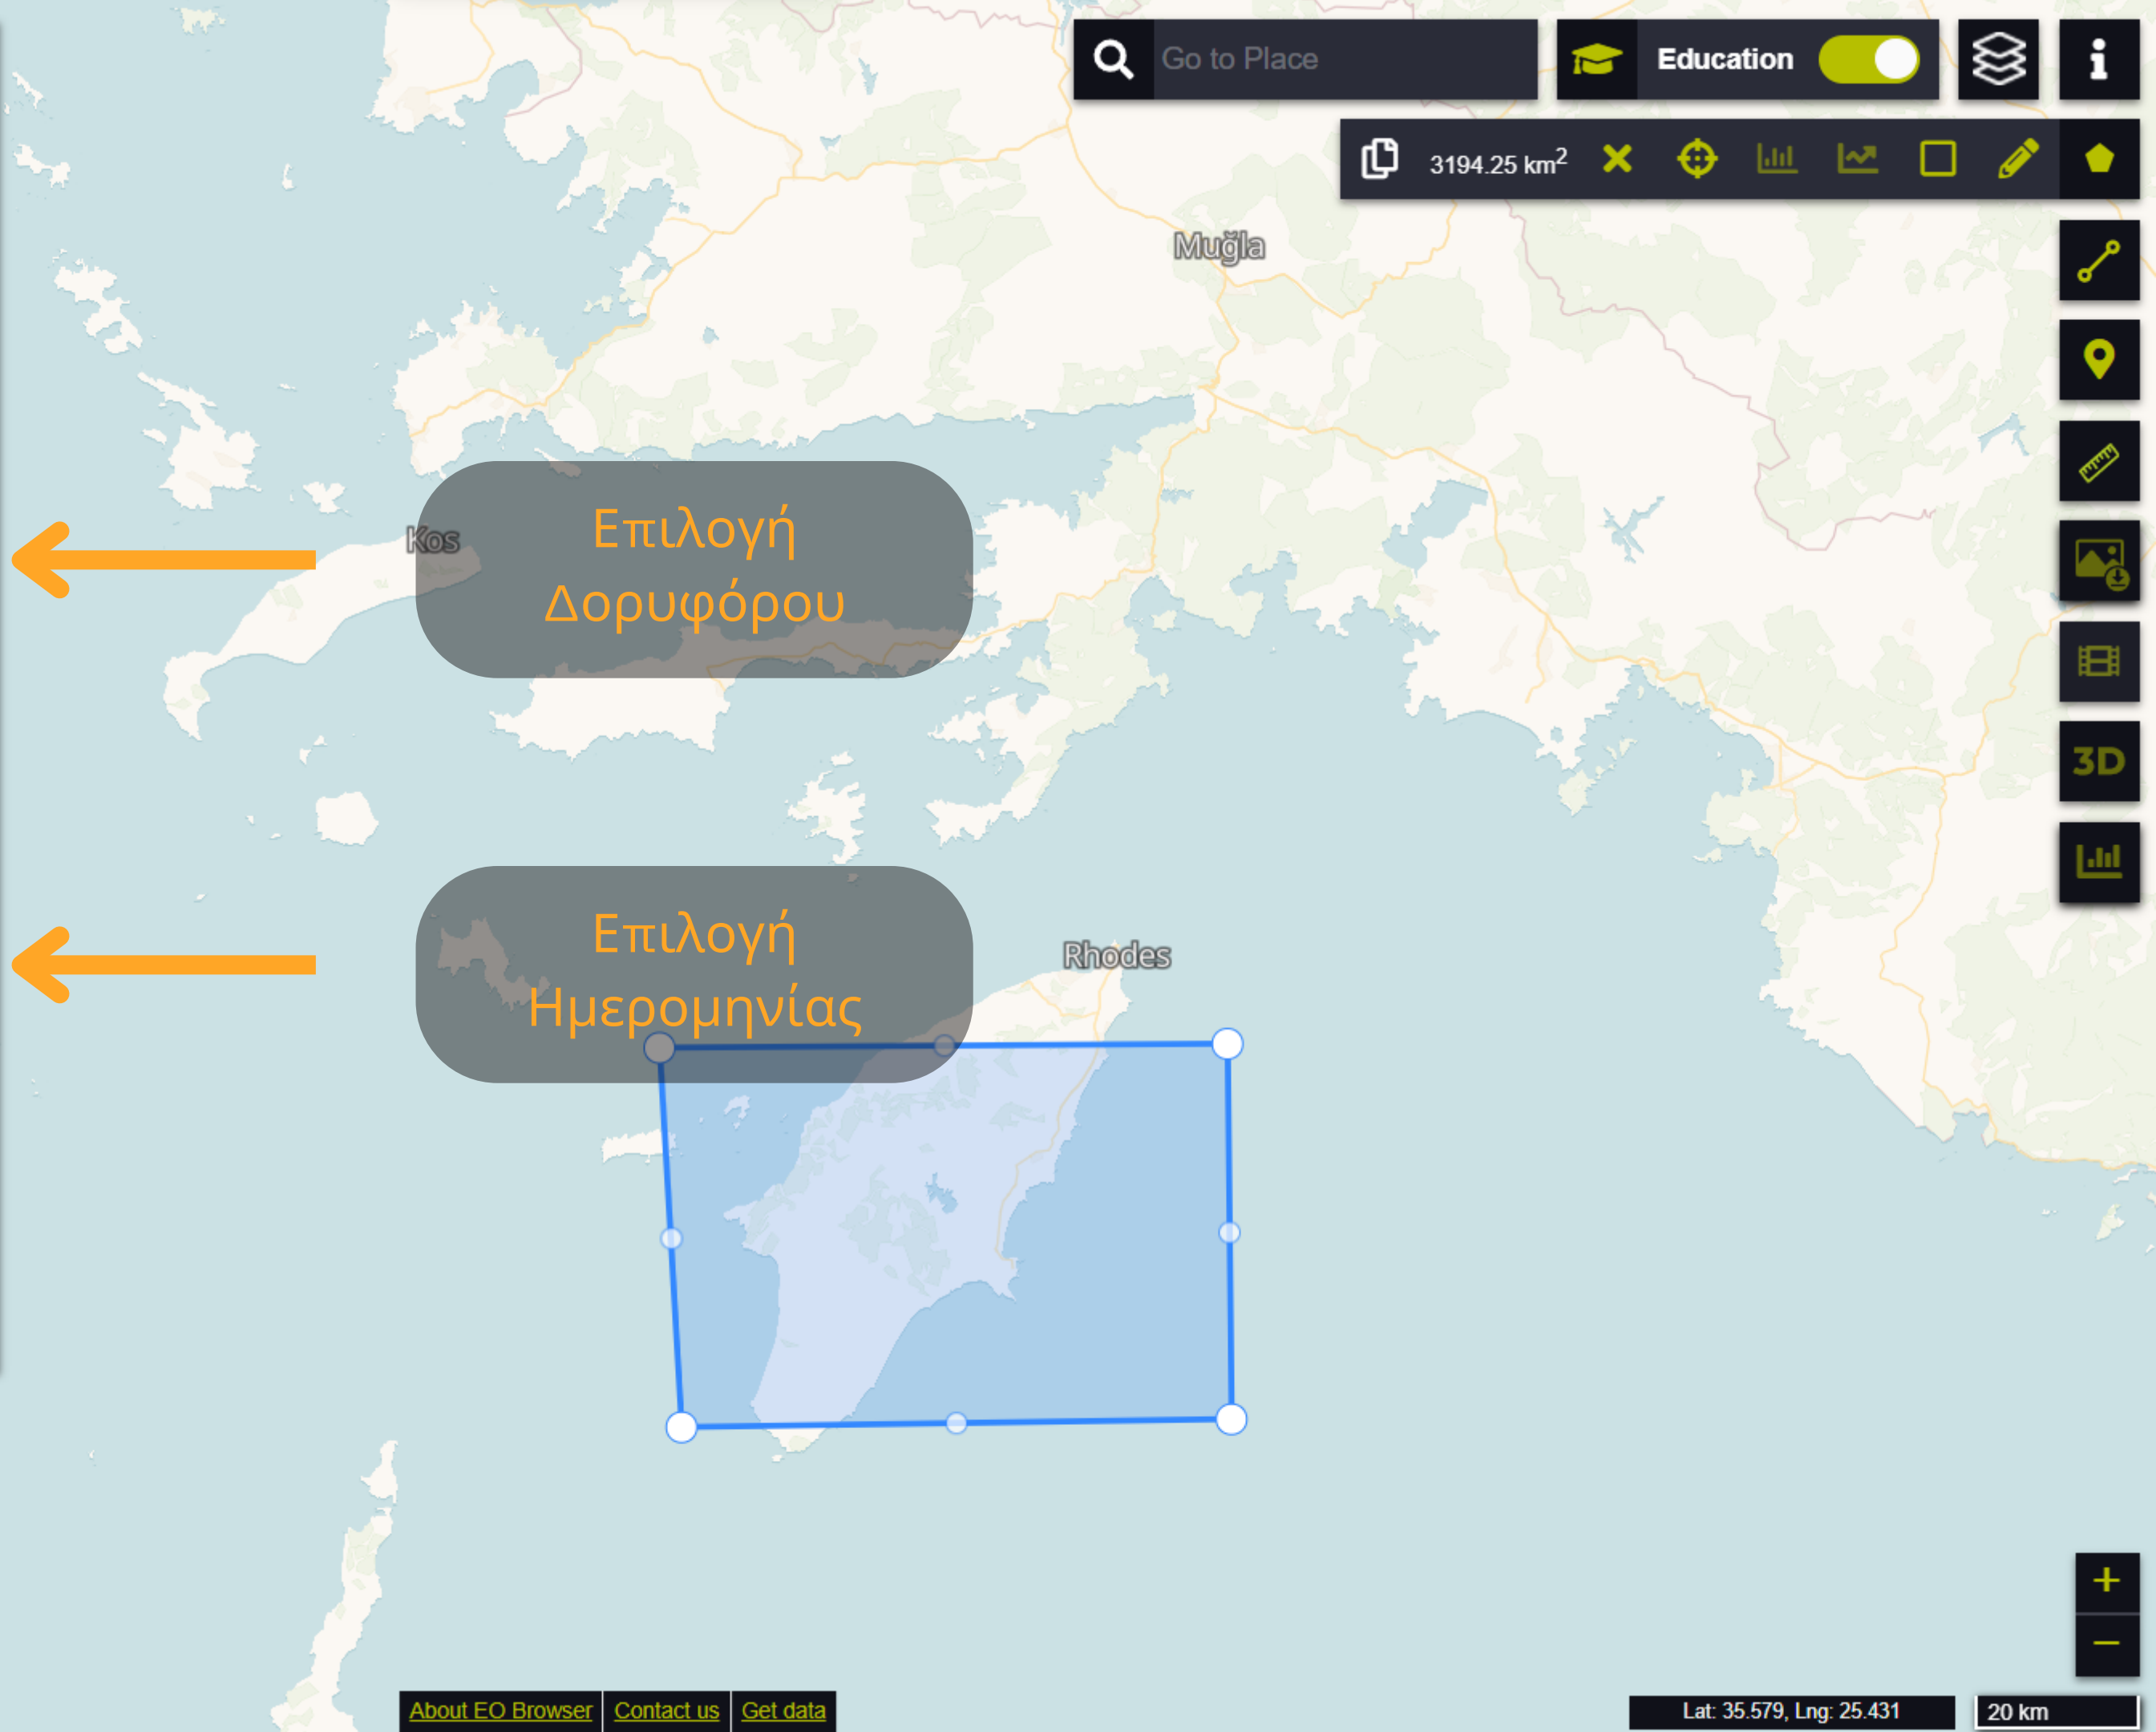 Go to Place
Education
3194.25 km²
Muğla
Kos
Επιλογή
Δορυφόρου
Επιλογή
Ημερομηνίας
Rhodes
3D
About EO Browser
Contact us
Get data
Lat: 35.579, Lng: 25.431
20 km